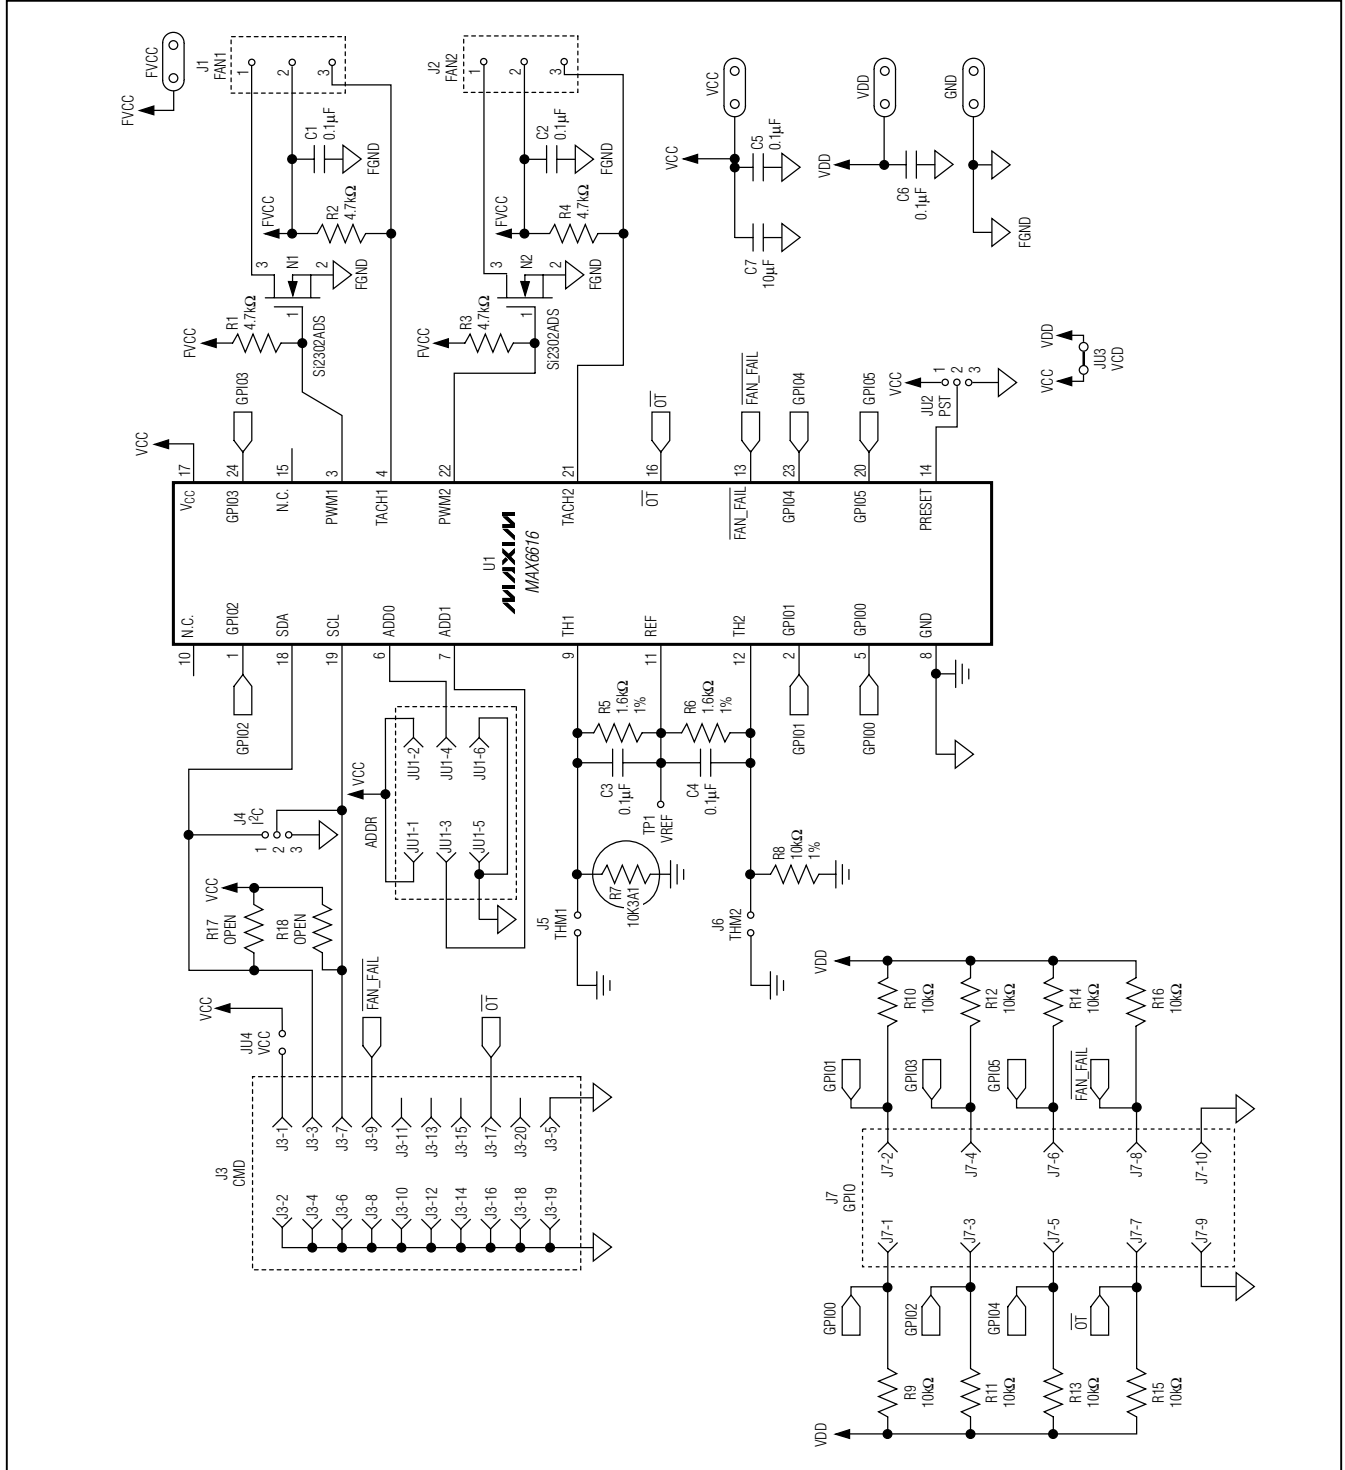 FVCC
FVCC
J1
FAN1
1
2
3
C1
0.1µF
FGND
FVCC
R2
4.7kΩ
3
N1
2
1
FGND
Si2302ADS
FVCC
R1
4.7kΩ
J2
FAN2
1
2
3
C2
0.1µF
FGND
FVCC
R4
4.7kΩ
3
N2
2
1
FGND
Si2302ADS
FVCC
R3
4.7kΩ
VCC
VCC
C5
0.1µF
C7
10µF
VDD
VDD
C6
0.1µF
GND
FGND
VCC
VDD
JU3
VCD
VCC
1
2
3
JU2
PST
VCC
GPIO3
OT
FAN_FAIL
GPIO4
GPIO5
17
24
15
3
4
22
21
16
13
23
20
14
VCC
GPIO3
N.C.
PWM1
TACH1
PWM2
TACH2
OT
FAN_FAIL
GPIO4
GPIO5
PRESET
U1
MAXIM
MAX6616
N.C.
GPIO2
SDA
SCL
ADD0
ADD1
TH1
REF
TH2
GPIO1
GPIO0
GND
10
1
18
19
6
7
9
11
12
2
5
8
GPIO2
GPIO1
GPIO0
R5
1.6kΩ
1%
R6
1.6kΩ
1%
C3
0.1µF
C4
0.1µF
TP1
VREF
R7
10K3A1
R8
10kΩ
1%
J5
THM1
J6
THM2
VCC
ADDR
JU1-2
JU1-4
JU1-6
JU1-1
JU1-3
JU1-5
J4
I²C
1
2
3
VCC
R17
OPEN
R18
OPEN
VCC
JU4
VCC
FAN_FAIL
OT
J3
CMD
J3-1
J3-3
J3-7
J3-9
J3-11
J3-13
J3-15
J3-17
J3-20
J3-5
J3-2
J3-4
J3-6
J3-8
J3-10
J3-12
J3-14
J3-16
J3-18
J3-19
VDD
R10
10kΩ
R12
10kΩ
R14
10kΩ
R16
10kΩ
GPIO1
GPIO3
GPIO5
FAN_FAIL
J7
GPIO
J7-2
J7-4
J7-6
J7-8
J7-10
J7-1
J7-3
J7-5
J7-7
J7-9
GPIO0
GPIO2
GPIO4
OT
R9
10kΩ
R11
10kΩ
R13
10kΩ
R15
10kΩ
VDD